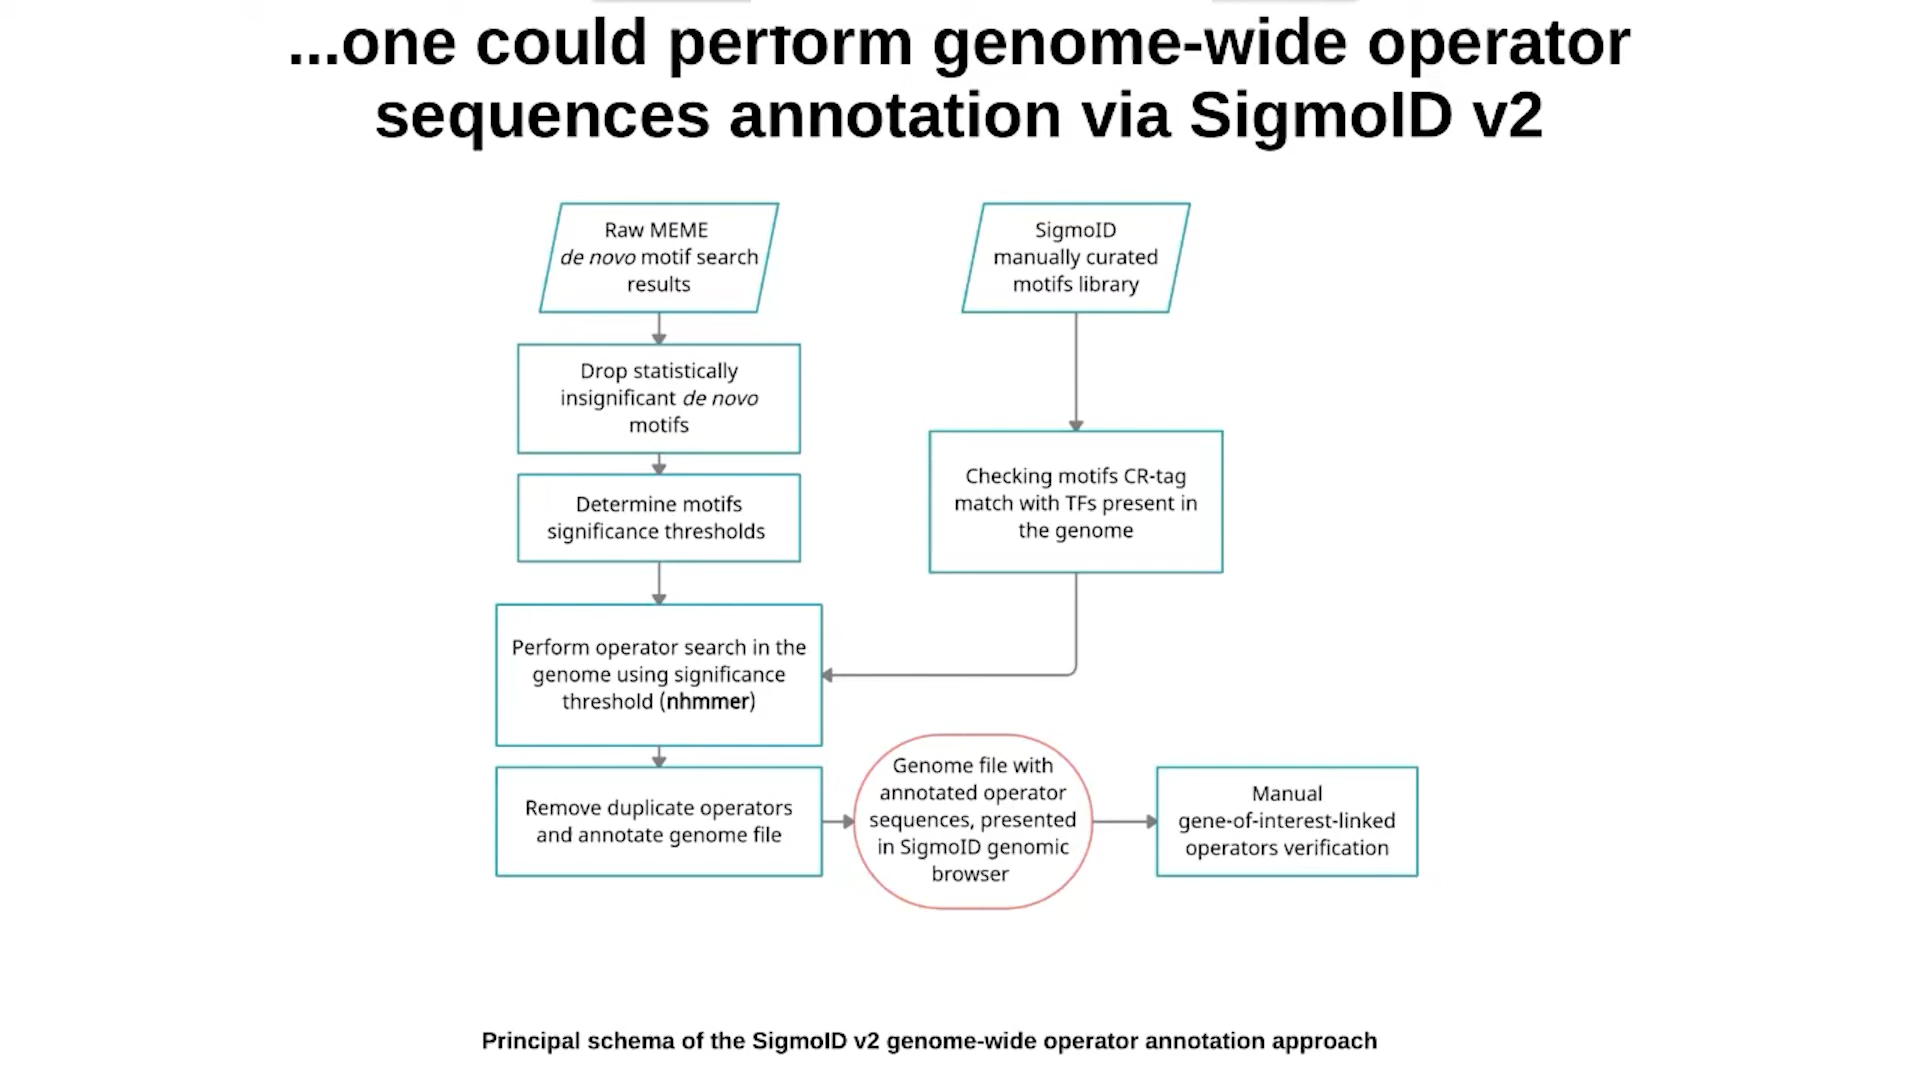 ...one could perform genome-wide operator
sequences annotation via SigmoID v2
Raw MEME
de novo motif search
results
SigmoID
manually curated
motifs library
Drop statistically
insignificant de novo
motifs
Determine motifs
significance thresholds
Checking motifs CR-tag
match with TFs present in
the genome
Perform operator search in the
genome using significance
threshold (nhmmer)
Remove duplicate operators
and annotate genome file
Genome file with
annotated operator
sequences, presented
in SigmoID genomic
browser
Manual
gene-of-interest-linked
operators verification
Principal schema of the SigmoID v2 genome-wide operator annotation approach